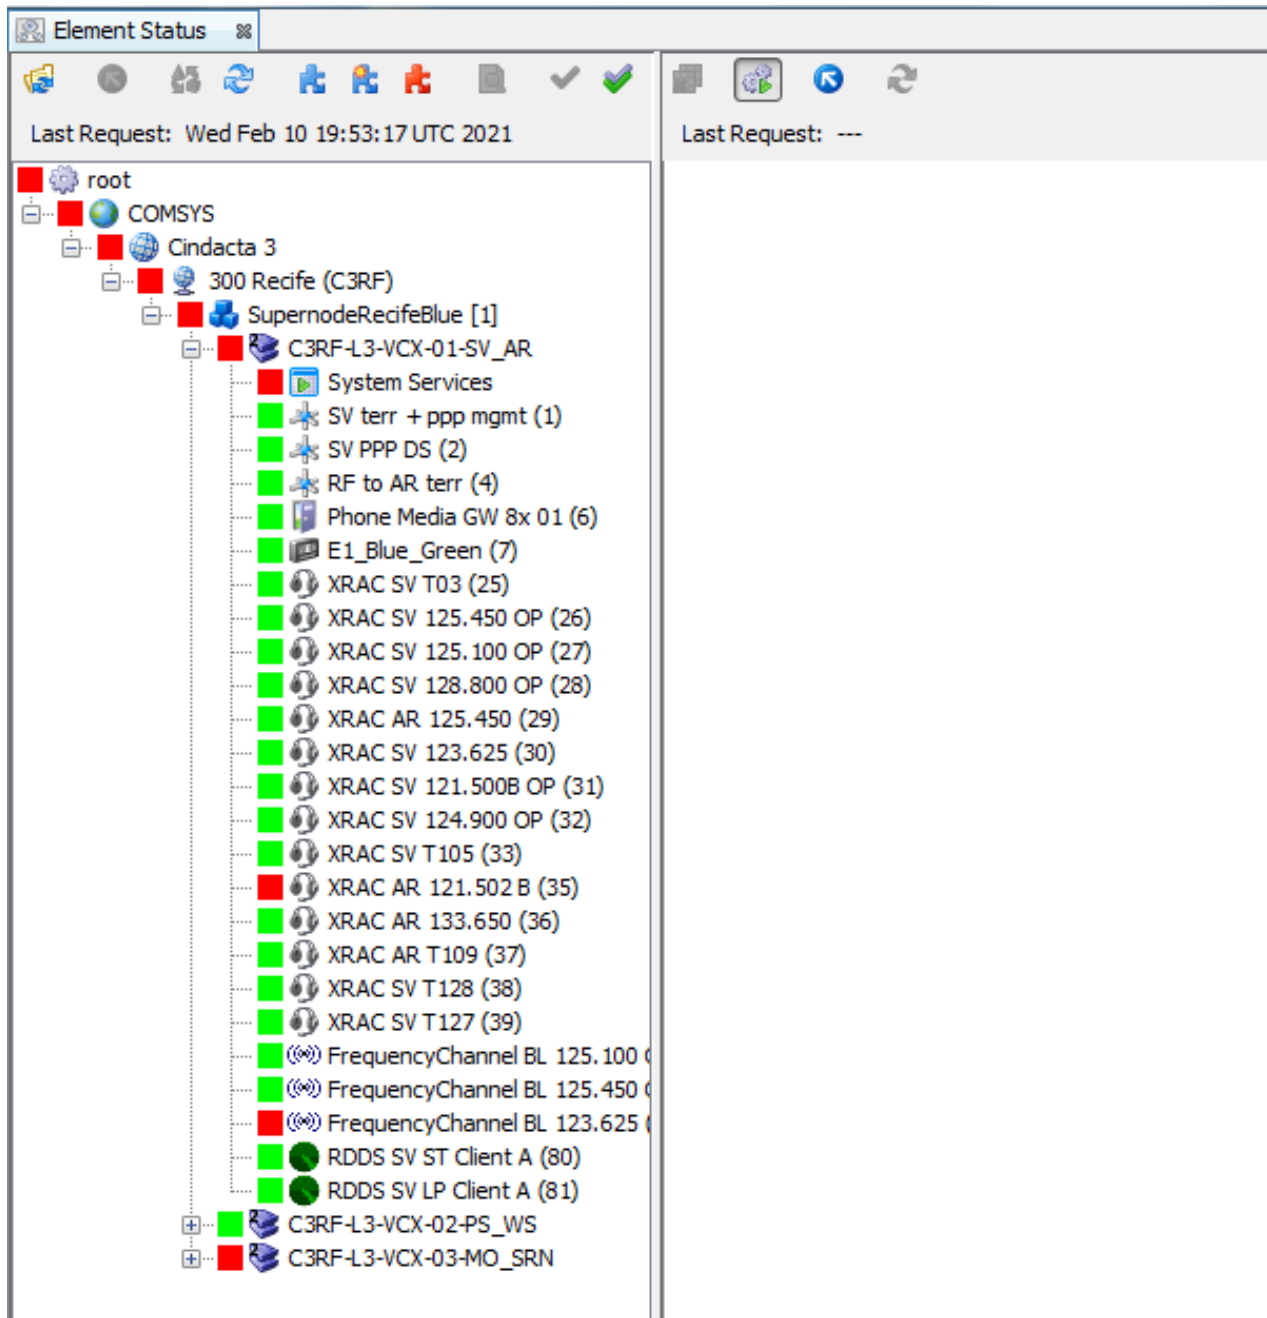 Element Status
Last Request: Wed Feb 10 19:53:17 UTC 2021
Last Request: ---
root
COMSYS
Cindacta 3
300 Recife (C3RF)
SupernodeRecifeBlue [1]
C3RF-L3-VCX-01-SV_AR
System Services
SV terr + ppp mgmt (1)
SV PPP DS (2)
RF to AR terr (4)
Phone Media GW 8x 01 (6)
E1_Blue_Green (7)
XRAC SV T03 (25)
XRAC SV 125.450 OP (26)
XRAC SV 125.100 OP (27)
XRAC SV 128.800 OP (28)
XRAC AR 125.450 (29)
XRAC SV 123.625 (30)
XRAC SV 121.500B OP (31)
XRAC SV 124.900 OP (32)
XRAC SV T105 (33)
XRAC AR 121.502 B (35)
XRAC AR 133.650 (36)
XRAC AR T109 (37)
XRAC SV T128 (38)
XRAC SV T127 (39)
FrequencyChannel BL 125.100
FrequencyChannel BL 125.450
FrequencyChannel BL 123.625
RDDS SV ST Client A (80)
RDDS SV LP Client A (81)
C3RF-L3-VCX-02-PS_WS
C3RF-L3-VCX-03-MO_SRN